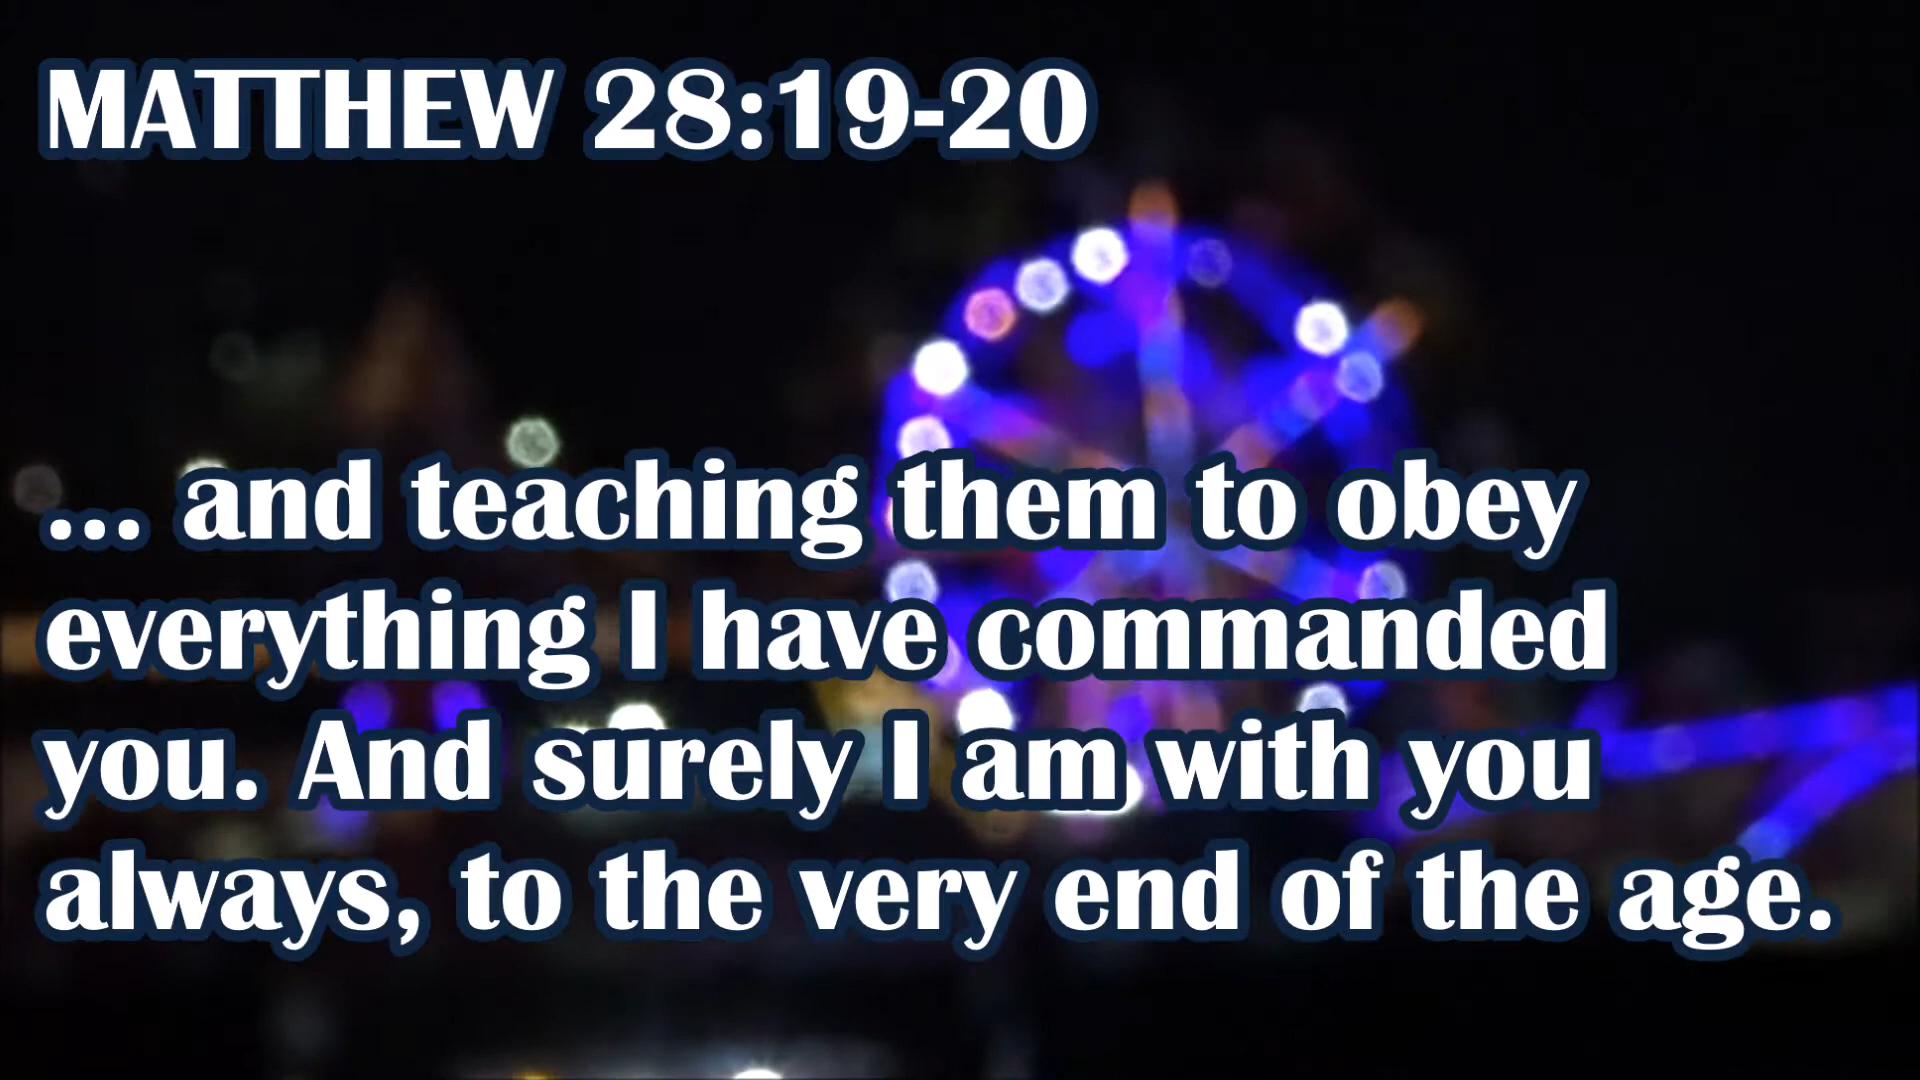 MATTHEW 28:19-20
... and teaching them to obey
everything I have commanded
you. And surely I am with you
always, to the very end of the age.